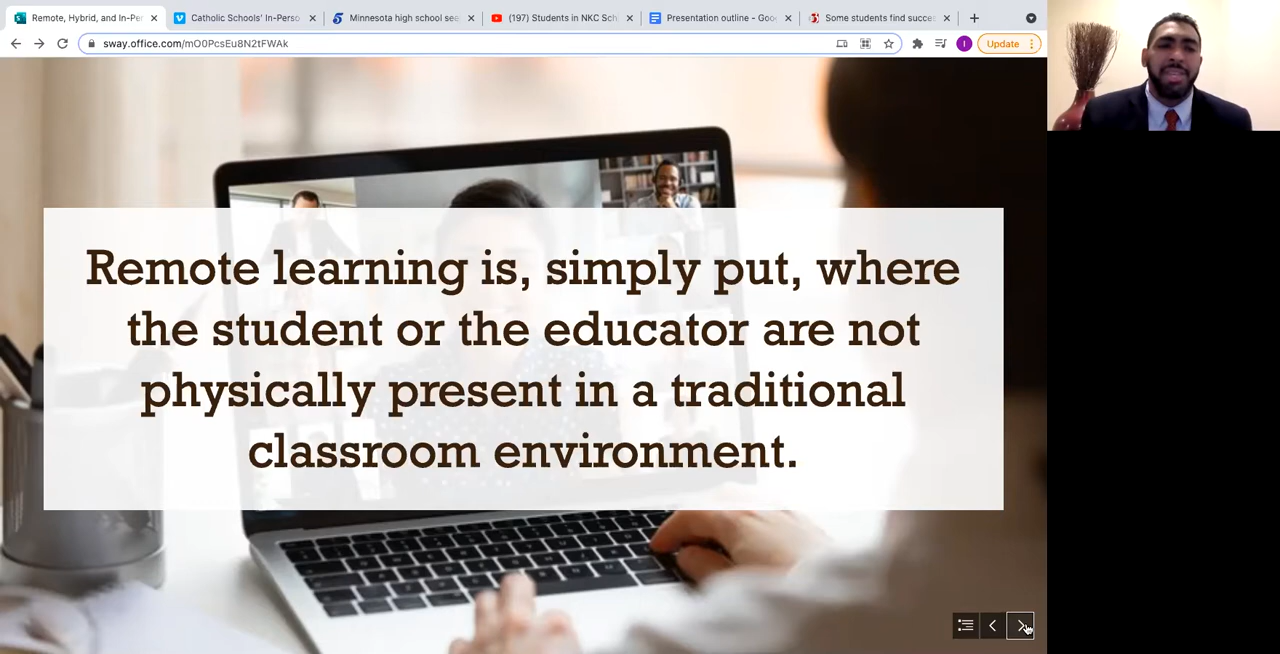 Remote, Hybrid, and In-Per
Catholic Schools' In-Perso
Minnesota high school see
(197) Students in NKC Sch
Presentation outline - Goo
Some students find succe
sway.office.com/mO0PcsEu8N2tFWAk
I
Update
Remote learning is, simply put, where
the student or the educator are not
physically present in a traditional
classroom environment.